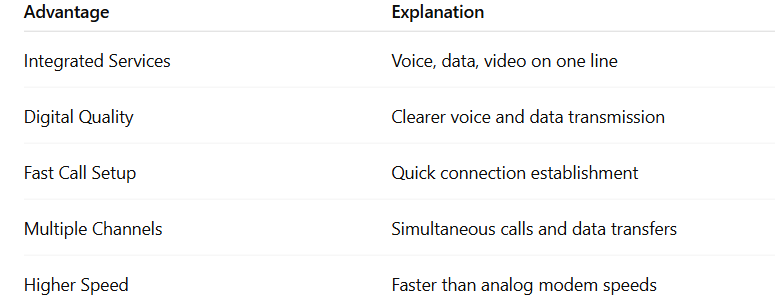 Advantage Explanation
Integrated Services Voice, data, video on one line
Digital Quality Clearer voice and data transmission
Fast Call Setup Quick connection establishment
Multiple Channels Simultaneous calls and data transfers
Higher Speed Faster than analog modem speeds